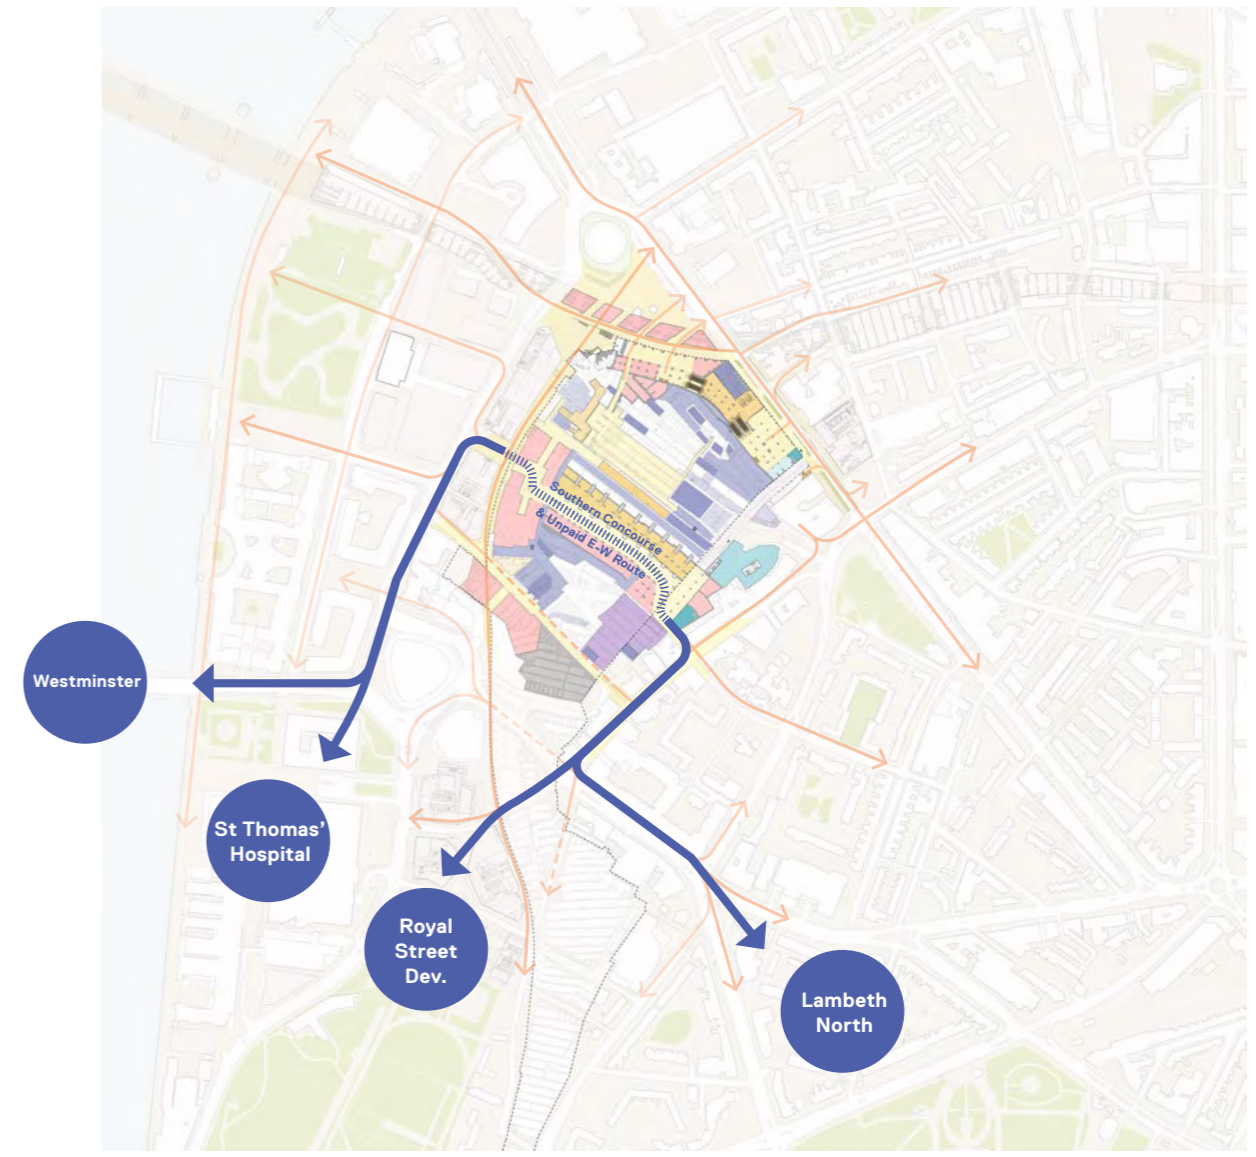 Southern Concourse
& Unpaid E-W Route
Westminster
St Thomas’
Hospital
Royal
Street
Dev.
Lambeth
North